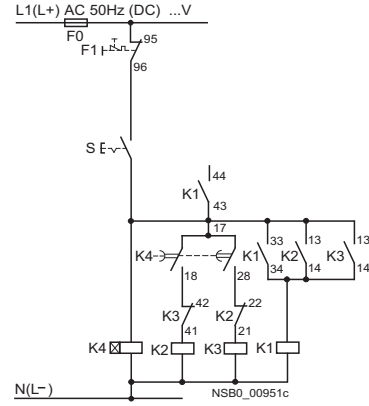 L1(L+) AC 50Hz (DC) ...V
F0
F1 95
96
S
44
K1
43
17
K4 K1 33 K2 13 K3 13
18 28 34 14 14
K3 42 K2 22
41 21
K4 K2 K3 K1
N(L-) NSB0_00951c